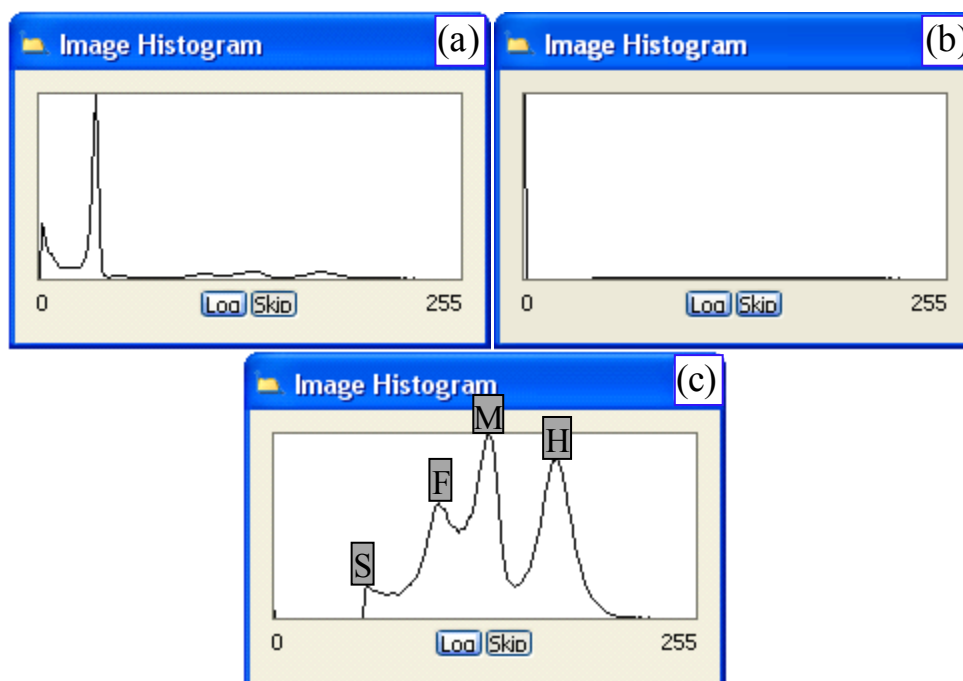 Image Histogram (a)
0 Log Skip 255
Image Histogram (b)
0 Log Skip 255
Image Histogram (c)
M
H
F
S
0 Log Skip 255